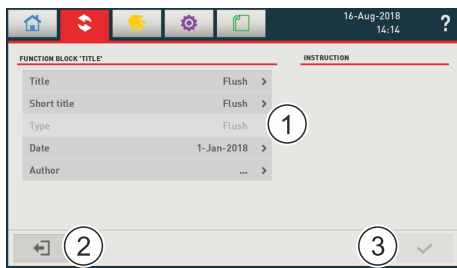 16-Aug-2018
14:14
?
FUNCTION BLOCK 'TITLE'
INSTRUCTION
Title Flush >
Short title Flush >
Type Flush
1
Date 1-Jan-2018 >
Author ... >
2
3